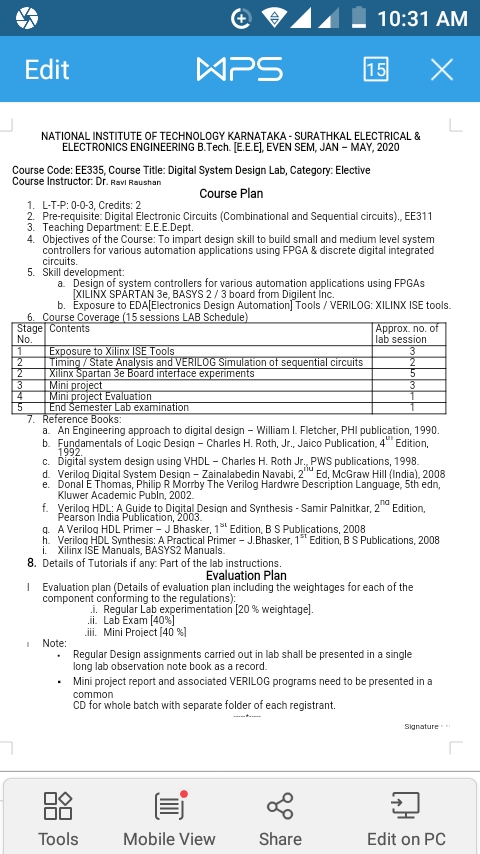 10:31 AM
Edit
WPS
15
NATIONAL INSTITUTE OF TECHNOLOGY KARNATAKA - SURATHKAL ELECTRICAL &
ELECTRONICS ENGINEERING B.Tech. [E.E.E], EVEN SEM, JAN – MAY, 2020
Course Code: EE335, Course Title: Digital System Design Lab, Category: Elective
Course Instructor: Dr. Ravi Raushan
Course Plan
1. L-T-P: 0-0-3, Credits: 2
2. Pre-requisite: Digital Electronic Circuits (Combinational and Sequential circuits)., EE311
3. Teaching Department: E.E.E.Dept.
4. Objectives of the Course: To impart design skill to build small and medium level system
controllers for various automation applications using FPGA & discrete digital integrated
circuits.
5. Skill development:
a. Design of system controllers for various automation applications using FPGAs
[XILINX SPARTAN 3e, BASYS 2 / 3 board from Digilent Inc.
b. Exposure to EDA[Electronics Design Automation] Tools / VERILOG: XILINX ISE tools.
6. Course Coverage (15 sessions LAB Schedule)
Stage No. Contents Approx. no. of lab session
1 Exposure to Xilinx ISE Tools 3
2 Timing / State Analysis and VERILOG Simulation of sequential circuits 2
2 Xilinx Spartan 3e Board interface experiments 5
3 Mini project 3
4 Mini project Evaluation 1
5 End Semester Lab examination 1
7. Reference Books:
a. An Engineering approach to digital design – William I. Fletcher, PHI publication, 1990.
b. Fundamentals of Logic Design – Charles H. Roth, Jr., Jaico Publication, 4th Edition,
1992.
c. Digital system design using VHDL – Charles H. Roth Jr., PWS publications, 1998.
d. Verilog Digital System Design – Zainalabedin Navabi, 2nd Ed, McGraw Hill (India), 2008
e. Donal E Thomas, Philip R Morrby The Verilog Hardwre Description Language, 5th edn,
Kluwer Academic Publn, 2002.
f. Verilog HDL: A Guide to Digital Design and Synthesis - Samir Palnitkar, 2nd Edition,
Pearson India Publication, 2003.
g. A Verilog HDL Primer – J Bhasker, 1st Edition, B S Publications, 2008
h. Verilog HDL Synthesis: A Practical Primer – J.Bhasker, 1st Edition, B S Publications, 2008
i. Xilinx ISE Manuals, BASYS2 Manuals.
8. Details of Tutorials if any: Part of the lab instructions.
Evaluation Plan
I Evaluation plan (Details of evaluation plan including the weightages for each of the
component conforming to the regulations):
.i. Regular Lab experimentation [20 % weightage].
.ii. Lab Exam [40%]
.iii. Mini Project [40 %]
I Note:
• Regular Design assignments carried out in lab shall be presented in a single
long lab observation note book as a record.
• Mini project report and associated VERILOG programs need to be presented in a
common
CD for whole batch with separate folder of each registrant.
Signature
Tools
Mobile View
Share
Edit on PC